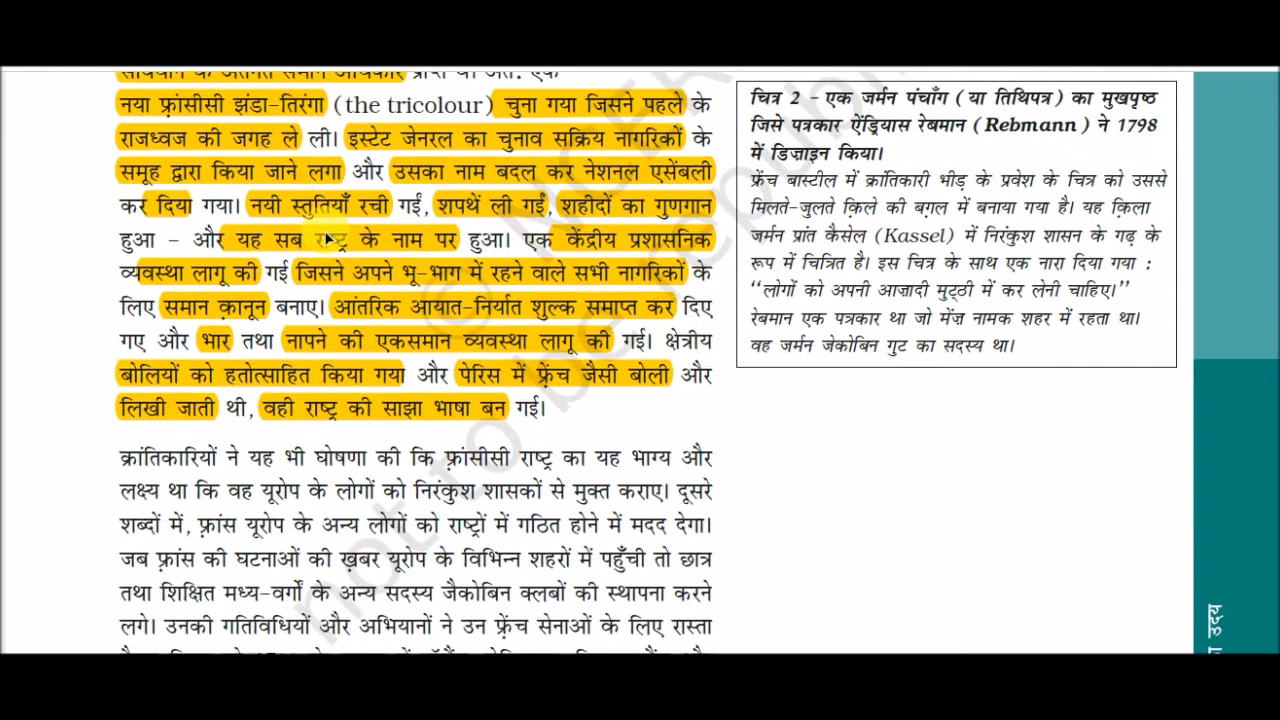 नया फ़्रांसीसी झंडा-तिरंगा (the tricolour) चुना गया जिसने पहले के
राजध्वज की जगह ले ली। इस्टेट जेनरल का चुनाव सक्रिय नागरिकों के
समूह द्वारा किया जाने लगा और उसका नाम बदल कर नेशनल एसेंबली
कर दिया गया। नयी स्तुतियाँ रची गईं, शपथें ली गईं, शहीदों का गुणगान
हुआ – और यह सब राष्ट्र के नाम पर हुआ। एक केंद्रीय प्रशासनिक
व्यवस्था लागू की गई जिसने अपने भू-भाग में रहने वाले सभी नागरिकों के
लिए समान क़ानून बनाए। आंतरिक आयात-निर्यात शुल्क समाप्त कर दिए
गए और भार तथा नापने की एकसमान व्यवस्था लागू की गई। क्षेत्रीय
बोलियों को हतोत्साहित किया गया और पेरिस में फ़्रेंच जैसी बोली और
लिखी जाती थी, वही राष्ट्र की साझा भाषा बन गई।
क्रांतिकारियों ने यह भी घोषणा की कि फ़्रांसीसी राष्ट्र का यह भाग्य और
लक्ष्य था कि वह यूरोप के लोगों को निरंकुश शासकों से मुक्त कराए। दूसरे
शब्दों में, फ़्रांस यूरोप के अन्य लोगों को राष्ट्रों में गठित होने में मदद देगा।
जब फ़्रांस की घटनाओं की ख़बर यूरोप के विभिन्न शहरों में पहुँची तो छात्र
तथा शिक्षित मध्य-वर्गों के अन्य सदस्य जैकोबिन क्लबों की स्थापना करने
लगे। उनकी गतिविधियों और अभियानों ने उन फ़्रेंच सेनाओं के लिए रास्ता
चित्र 2 – एक जर्मन पंचाँग (या तिथिपत्र) का मुखपृष्ठ
जिसे पत्रकार ऐंड्रियास रेबमान (Rebmann) ने 1798
में डिज़ाइन किया।
फ़्रेंच बास्टील में क्रांतिकारी भीड़ के प्रवेश के चित्र को उससे
मिलते-जुलते क़िले की बग़ल में बनाया गया है। यह क़िला
जर्मन प्रांत कैसेल (Kassel) में निरंकुश शासन के गढ़ के
रूप में चित्रित है। इस चित्र के साथ एक नारा दिया गया :
“लोगों को अपनी आज़ादी मुट्ठी में कर लेनी चाहिए।”
रेबमान एक पत्रकार था जो मेंज़ नामक शहर में रहता था।
वह जर्मन जेकोबिन गुट का सदस्य था।
not to be republi
© NCER
उदय